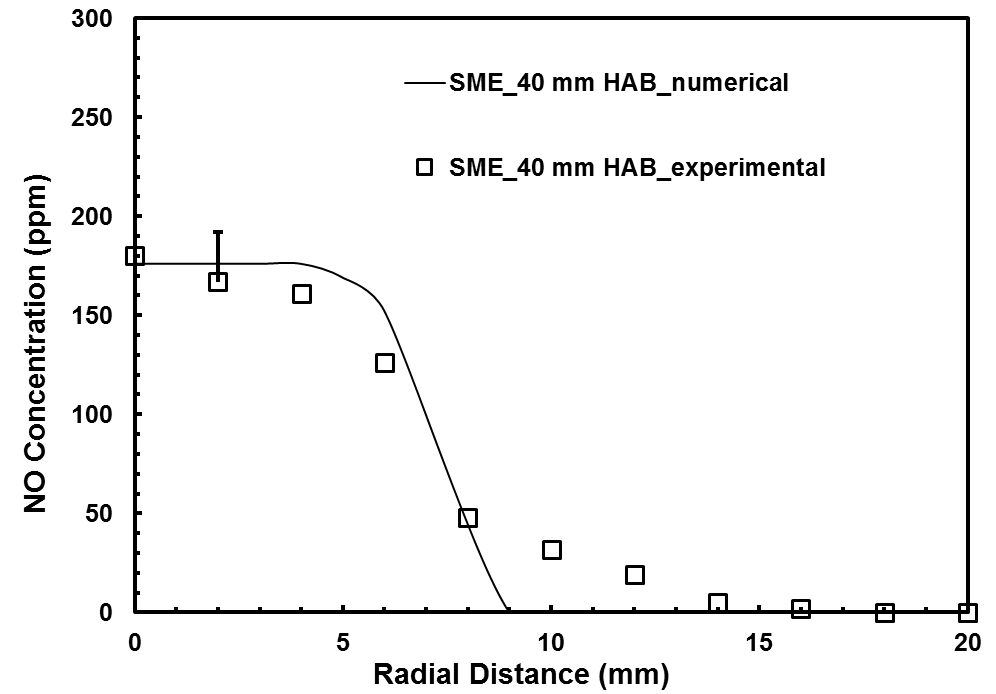 300
250
200
150
100
50
0
NO Concentration (ppm)
SME_40 mm HAB_numerical
SME_40 mm HAB_experimental
0 5 10 15 20
Radial Distance (mm)